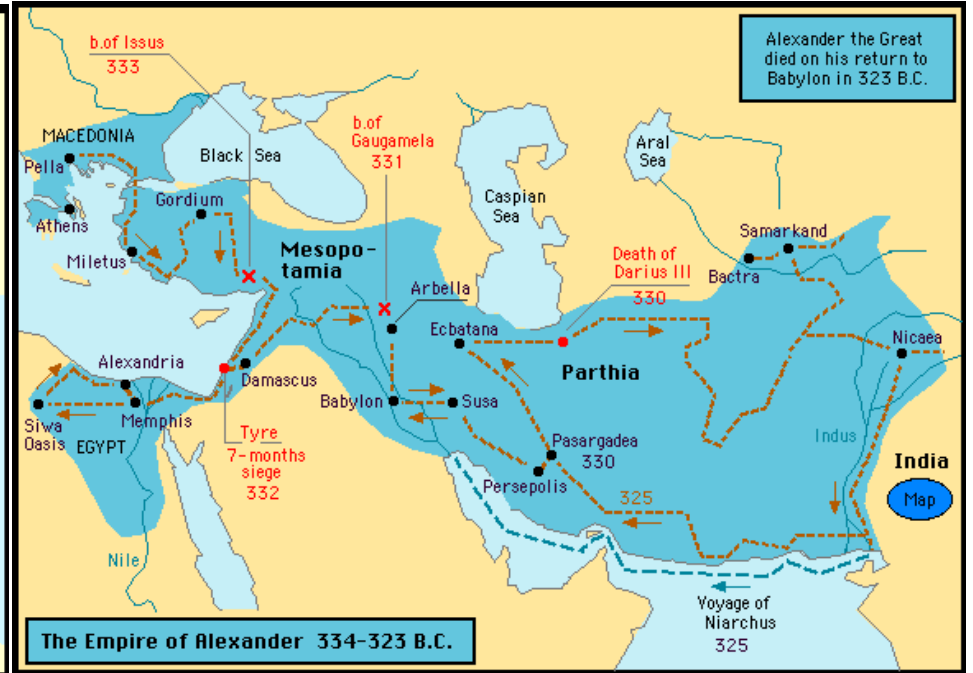 b.of Issus
333
Alexander the Great
died on his return to
Babylon in 323 B.C.
MACEDONIA
Pella
Athens
Miletus
Gordium
Black Sea
b.of
Gaugamela
331
Caspian
Sea
Aral
Sea
Mesopo-
tamia
Arbella
Ecbatana
Death of
Darius III
330
Samarkand
Bactra
Nicaea
Parthia
Alexandria
Damascus
Babylon
Susa
Siwa
Oasis
Memphis
EGYPT
Tyre
7-months
siege
332
Pasargadea
330
Persepolis
Indus
India
Map
325
Nile
Voyage of
Niarchus
325
The Empire of Alexander 334-323 B.C.